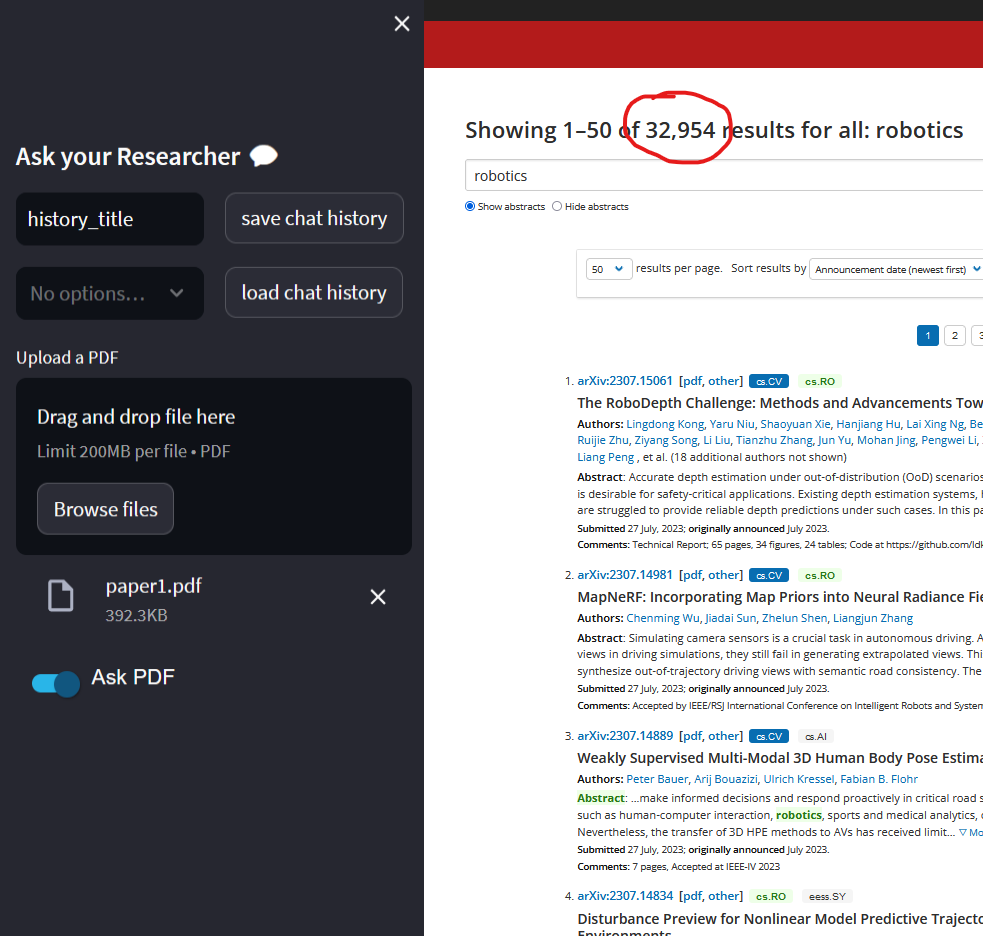 Ask your Researcher
history_title
save chat history
No options...
load chat history
Upload a PDF
Drag and drop file here
Limit 200MB per file • PDF
Browse files
paper1.pdf
392.3KB
Ask PDF
Showing 1–50 of 32,954 results for all: robotics
robotics
Show abstracts Hide abstracts
50 results per page. Sort results by Announcement date (newest first)
1 2 3
1. arXiv:2307.15061 [pdf, other] cs.CV cs.RO
The RoboDepth Challenge: Methods and Advancements Tow
Authors: Lingdong Kong, Yaru Niu, Shaoyuan Xie, Hanjiang Hu, Lai Xing Ng, Be
Ruijie Zhu, Ziyang Song, Li Liu, Tianzhu Zhang, Jun Yu, Mohan Jing, Pengwei Li,
Liang Peng , et al. (18 additional authors not shown)
Abstract: Accurate depth estimation under out-of-distribution (OoD) scenarios
is desirable for safety-critical applications. Existing depth estimation systems,
are struggled to provide reliable depth predictions under such cases. In this pa
Submitted 27 July, 2023; originally announced July 2023.
Comments: Technical Report; 65 pages, 34 figures, 24 tables; Code at https://github.com/ldk
2. arXiv:2307.14981 [pdf, other] cs.CV cs.RO
MapNeRF: Incorporating Map Priors into Neural Radiance Fie
Authors: Chenming Wu, Jiadai Sun, Zhelun Shen, Liangjun Zhang
Abstract: Simulating camera sensors is a crucial task in autonomous driving. A
views in driving simulations, they still fail in generating extrapolated views. Thi
synthesize out-of-trajectory driving views with semantic road consistency. The
Submitted 27 July, 2023; originally announced July 2023.
Comments: Accepted by IEEE/RSJ International Conference on Intelligent Robots and System
3. arXiv:2307.14889 [pdf, other] cs.CV cs.AI
Weakly Supervised Multi-Modal 3D Human Body Pose Estima
Authors: Peter Bauer, Arij Bouazizi, Ulrich Kressel, Fabian B. Flohr
Abstract: …make informed decisions and respond proactively in critical road s
such as human-computer interaction, robotics, sports and medical analytics,
Nevertheless, the transfer of 3D HPE methods to AVs has received limit… ▽ Mo
Submitted 27 July, 2023; originally announced July 2023.
Comments: 7 pages, Accepted at IEEE-IV 2023
4. arXiv:2307.14834 [pdf, other] cs.RO eess.SY
Disturbance Preview for Nonlinear Model Predictive Trajecto
Environments